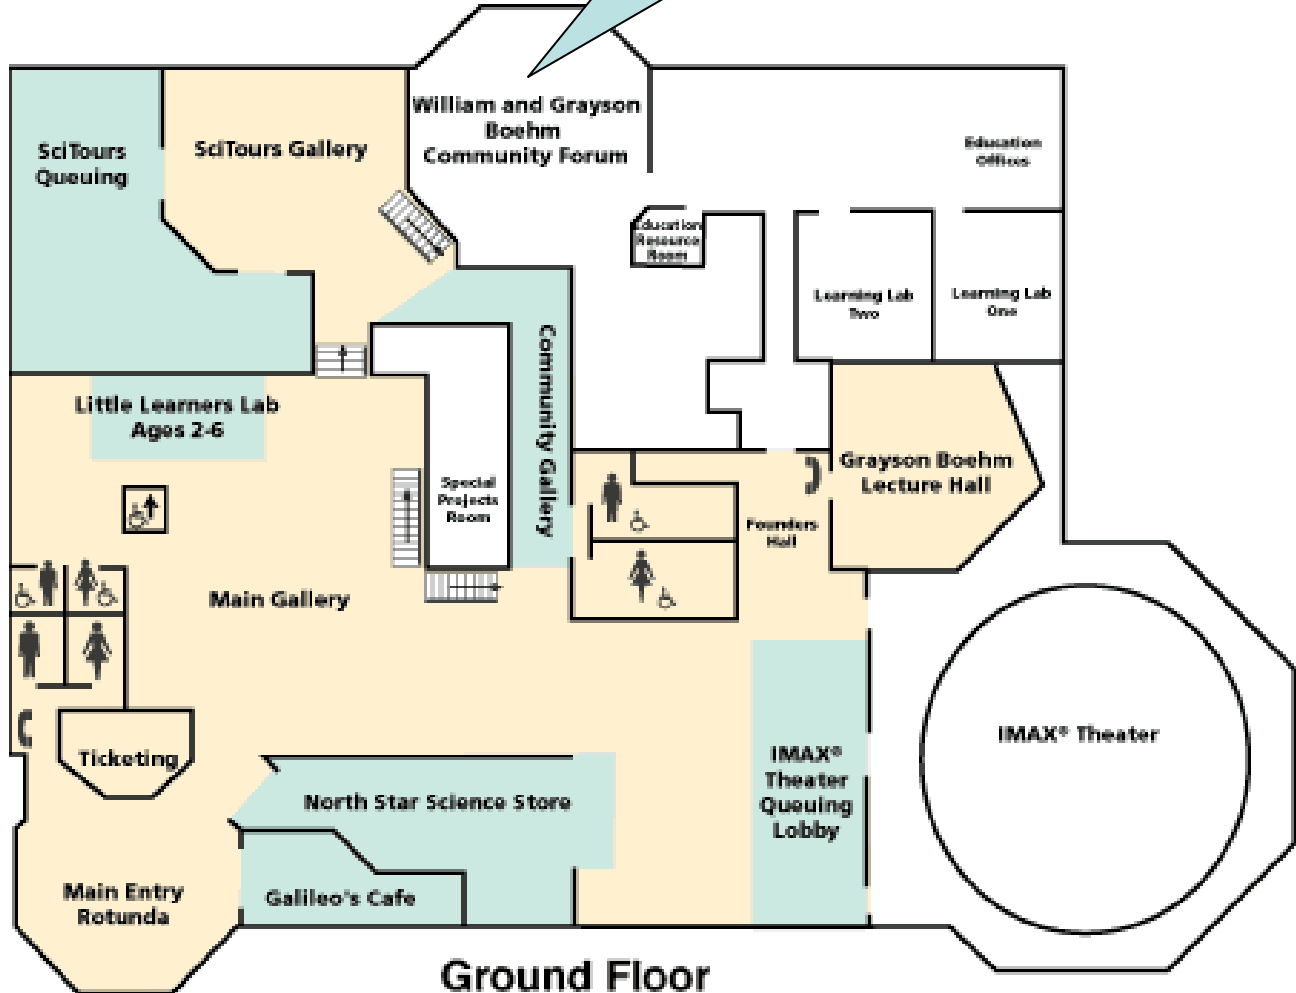 William and Grayson
Boehm
Community Forum
SciTours
Queuing
SciTours Gallery
Education
Offices
Education
Resource
Room
Learning Lab
Two
Learning Lab
One
Community Gallery
Little Learners Lab
Ages 2-6
Special
Projects
Room
Grayson Boehm
Lecture Hall
Founders
Hall
Main Gallery
Ticketing
IMAX® Theater
IMAX®
Theater
Queuing
Lobby
North Star Science Store
Main Entry
Rotunda
Galileo's Cafe
Ground Floor